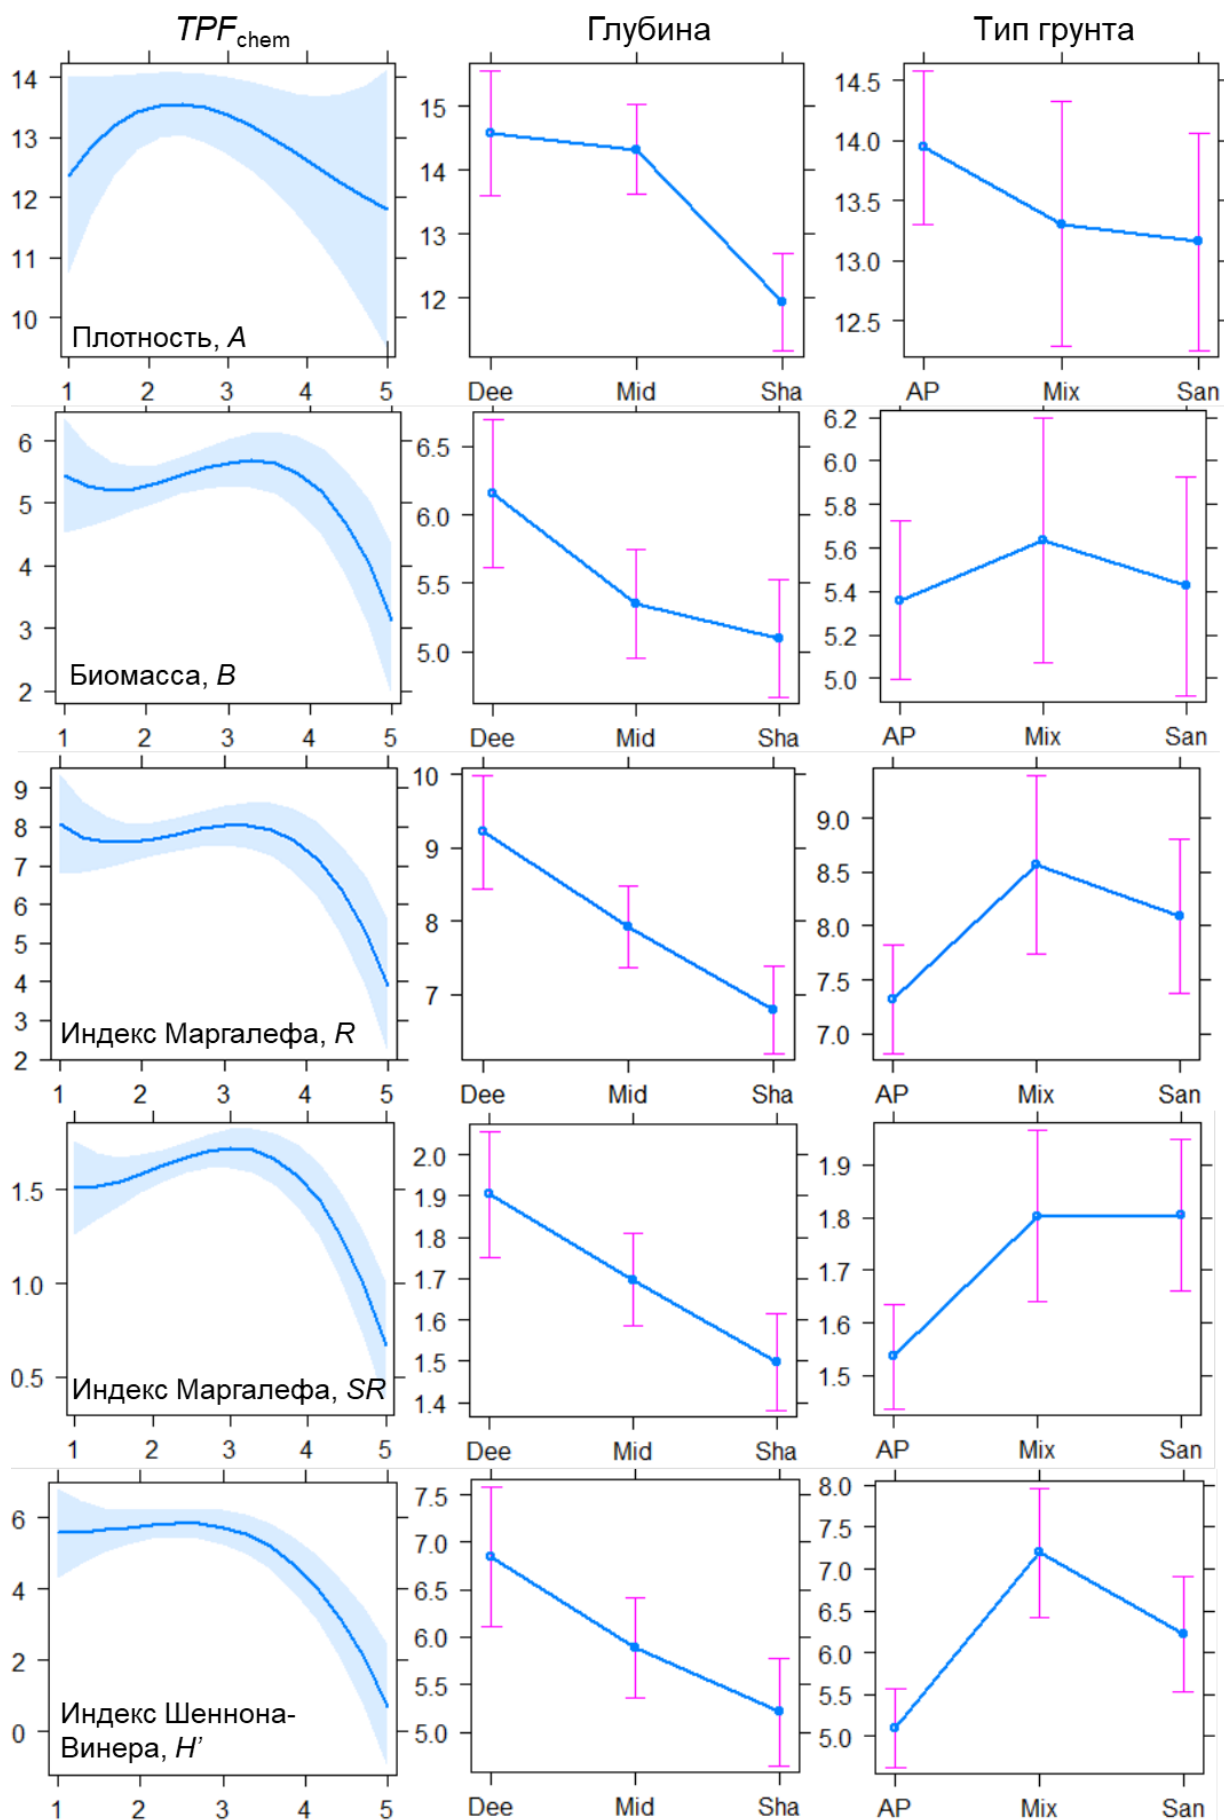 TPFchem Глубина Тип грунта
14 15 14.5
13 14 14.0
12 13 13.5
11 12 13.0
10 12.5
Плотность, A
1 2 3 4 5 Dee Mid Sha AP Mix San
6 6.5 6.2
5 6.0 6.0
4 5.5 5.8
3 5.0 5.6
2 5.4
5.2
5.0
Биомасса, B
1 2 3 4 5 Dee Mid Sha AP Mix San
9 10 9.0
8 9 8.5
7 8 8.0
6 7 7.5
5 7.0
4
3
2
Индекс Маргалефа, R
1 2 3 4 5 Dee Mid Sha AP Mix San
1.5 2.0 1.9
1.0 1.9 1.8
0.5 1.8 1.7
1.7 1.6
1.6 1.5
1.5
1.4
Индекс Маргалефа, SR
1 2 3 4 5 Dee Mid Sha AP Mix San
6 7.5 8.0
4 7.0 7.5
2 6.5 7.0
0 6.0 6.5
5.5 6.0
5.0 5.5
5.0
Индекс Шеннона-
Винера, H’
1 2 3 4 5 Dee Mid Sha AP Mix San